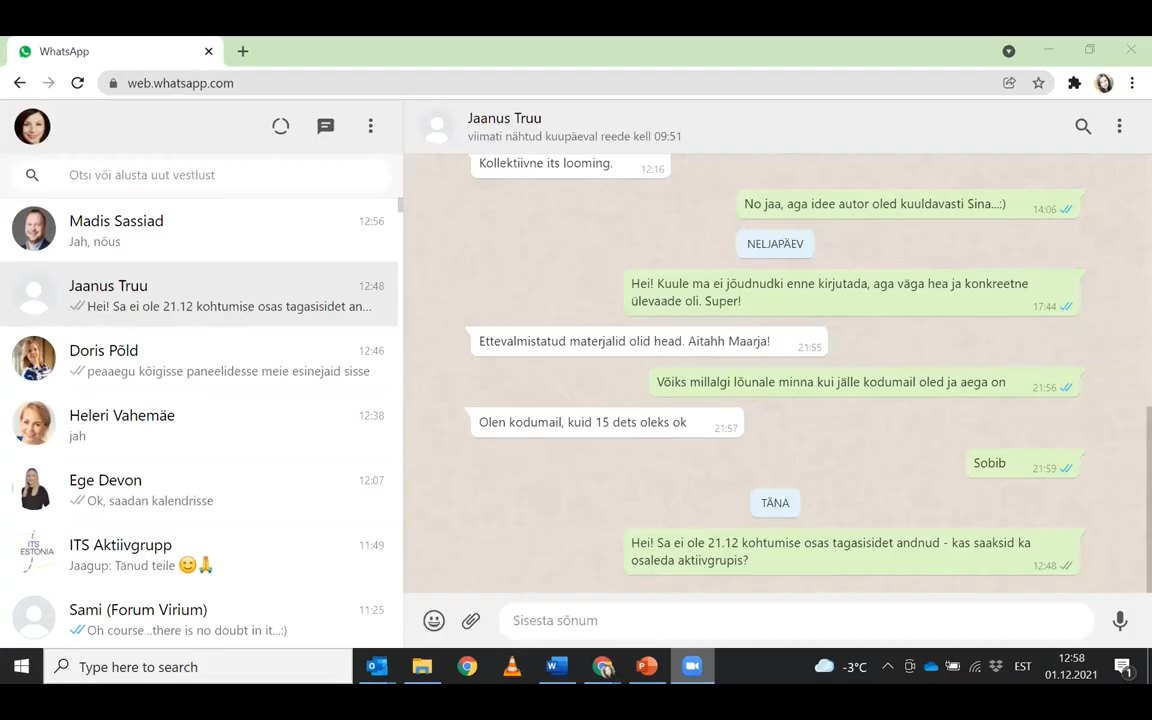 WhatsApp
web.whatsapp.com
Otsi või alusta uut vestlust
Madis Sassiad
12:56
Jah, nõus
Jaanus Truu
12:48
Hei! Sa ei ole 21.12 kohtumise osas tagasisidet an...
Doris Põld
12:46
peaaegu kõigisse paneelidesse meie esinejaid sisse
Heleri Vahemäe
12:38
jah
Ege Devon
12:07
Ok, saadan kalendrisse
ITS ESTONIA
ITS Aktiivgrupp
11:49
Jaagup: Tänud teile 😊🙏
Sami (Forum Virium)
11:25
Oh course...there is no doubt in it...:)
Jaanus Truu
viimati nähtud kuupäeval reede kell 09:51
Kollektiivne its looming.
12:16
No jaa, aga idee autor oled kuuldavasti Sina...:)
14:06
NELJAPÄEV
Hei! Kuule ma ei jõudnudki enne kirjutada, aga väga hea ja konkreetne
ülevaade oli. Super!
17:44
Ettevalmistatud materjalid olid head. Aitahh Maarja!
21:55
Võiks millalgi lõunale minna kui jälle kodumail oled ja aega on
21:56
Olen kodumail, kuid 15 dets oleks ok
21:57
Sobib
21:59
TÄNA
Hei! Sa ei ole 21.12 kohtumise osas tagasisidet andnud - kas saaksid ka
osaleda aktiivgrupis?
12:48
Sisesta sõnum
Type here to search
-3°C
EST
12:58
01.12.2021
1